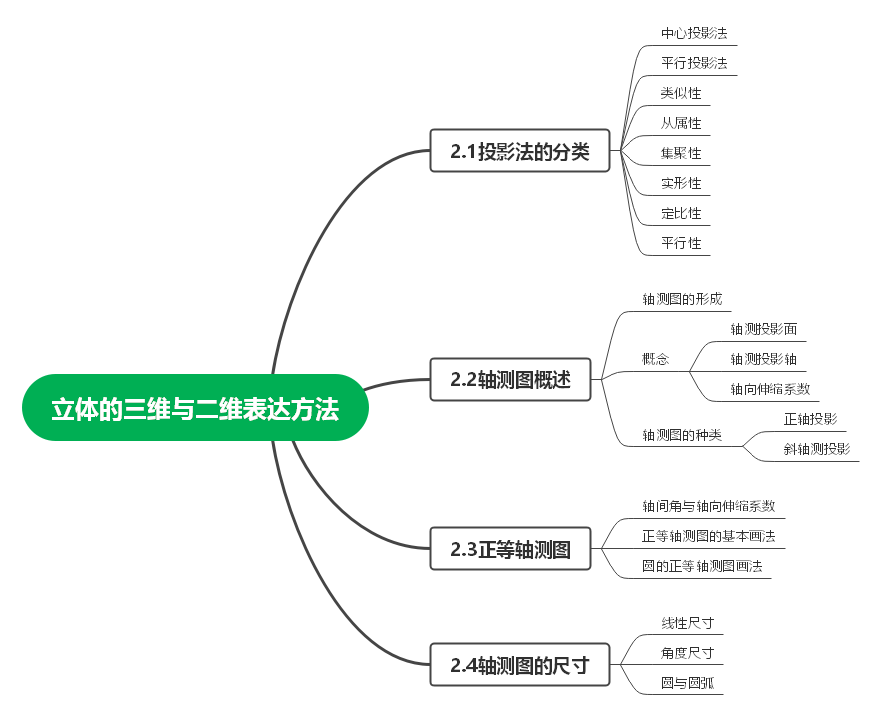 立体的三维与二维表达方法
2.1投影法的分类
中心投影法
平行投影法
类似性
从属性
集聚性
实形性
定比性
平行性
2.2轴测图概述
轴测图的形成
概念
轴测投影面
轴测投影轴
轴向伸缩系数
轴测图的种类
正轴投影
斜轴测投影
2.3正等轴测图
轴间角与轴向伸缩系数
正等轴测图的基本画法
圆的正等轴测图画法
2.4轴测图的尺寸
线性尺寸
角度尺寸
圆与圆弧